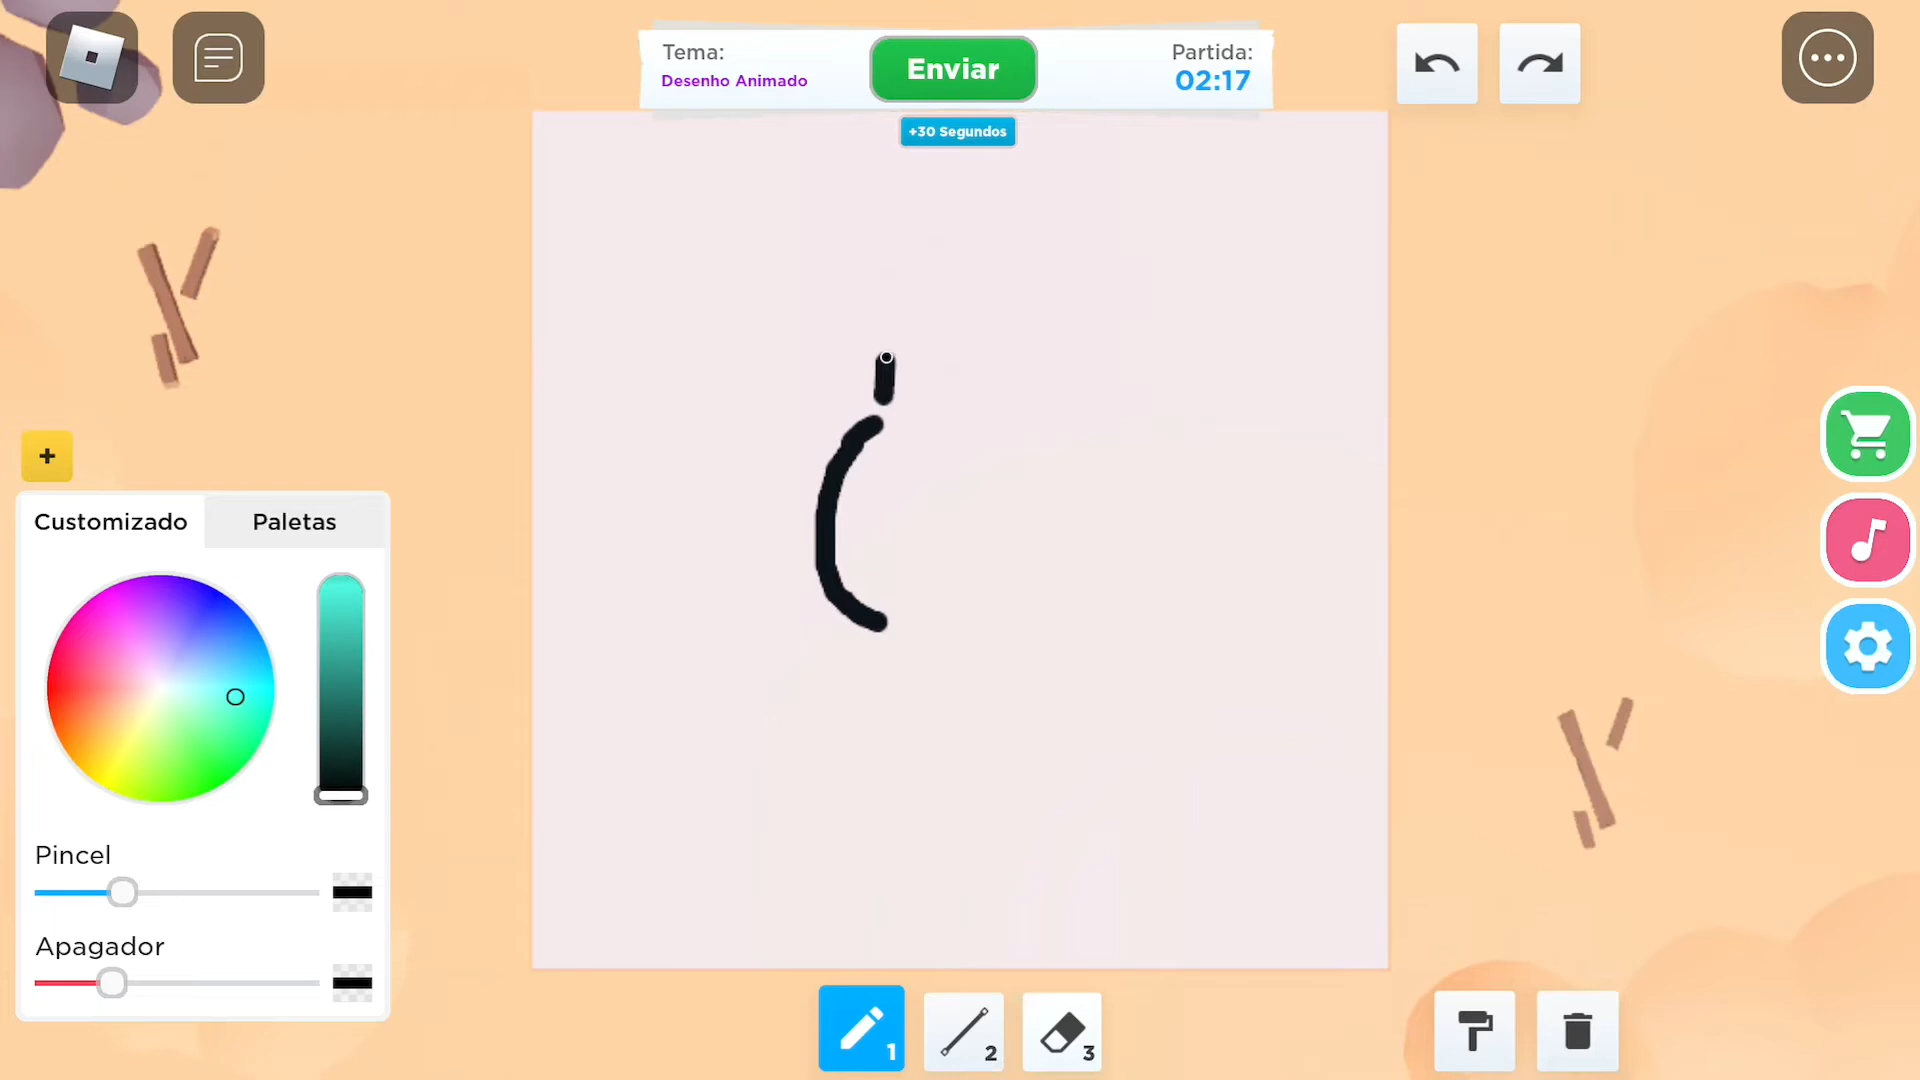 Tema:
Desenho Animado
Enviar
Partida:
02:17
+30 Segundos
+
Customizado
Paletas
Pincel
Apagador
1
2
3